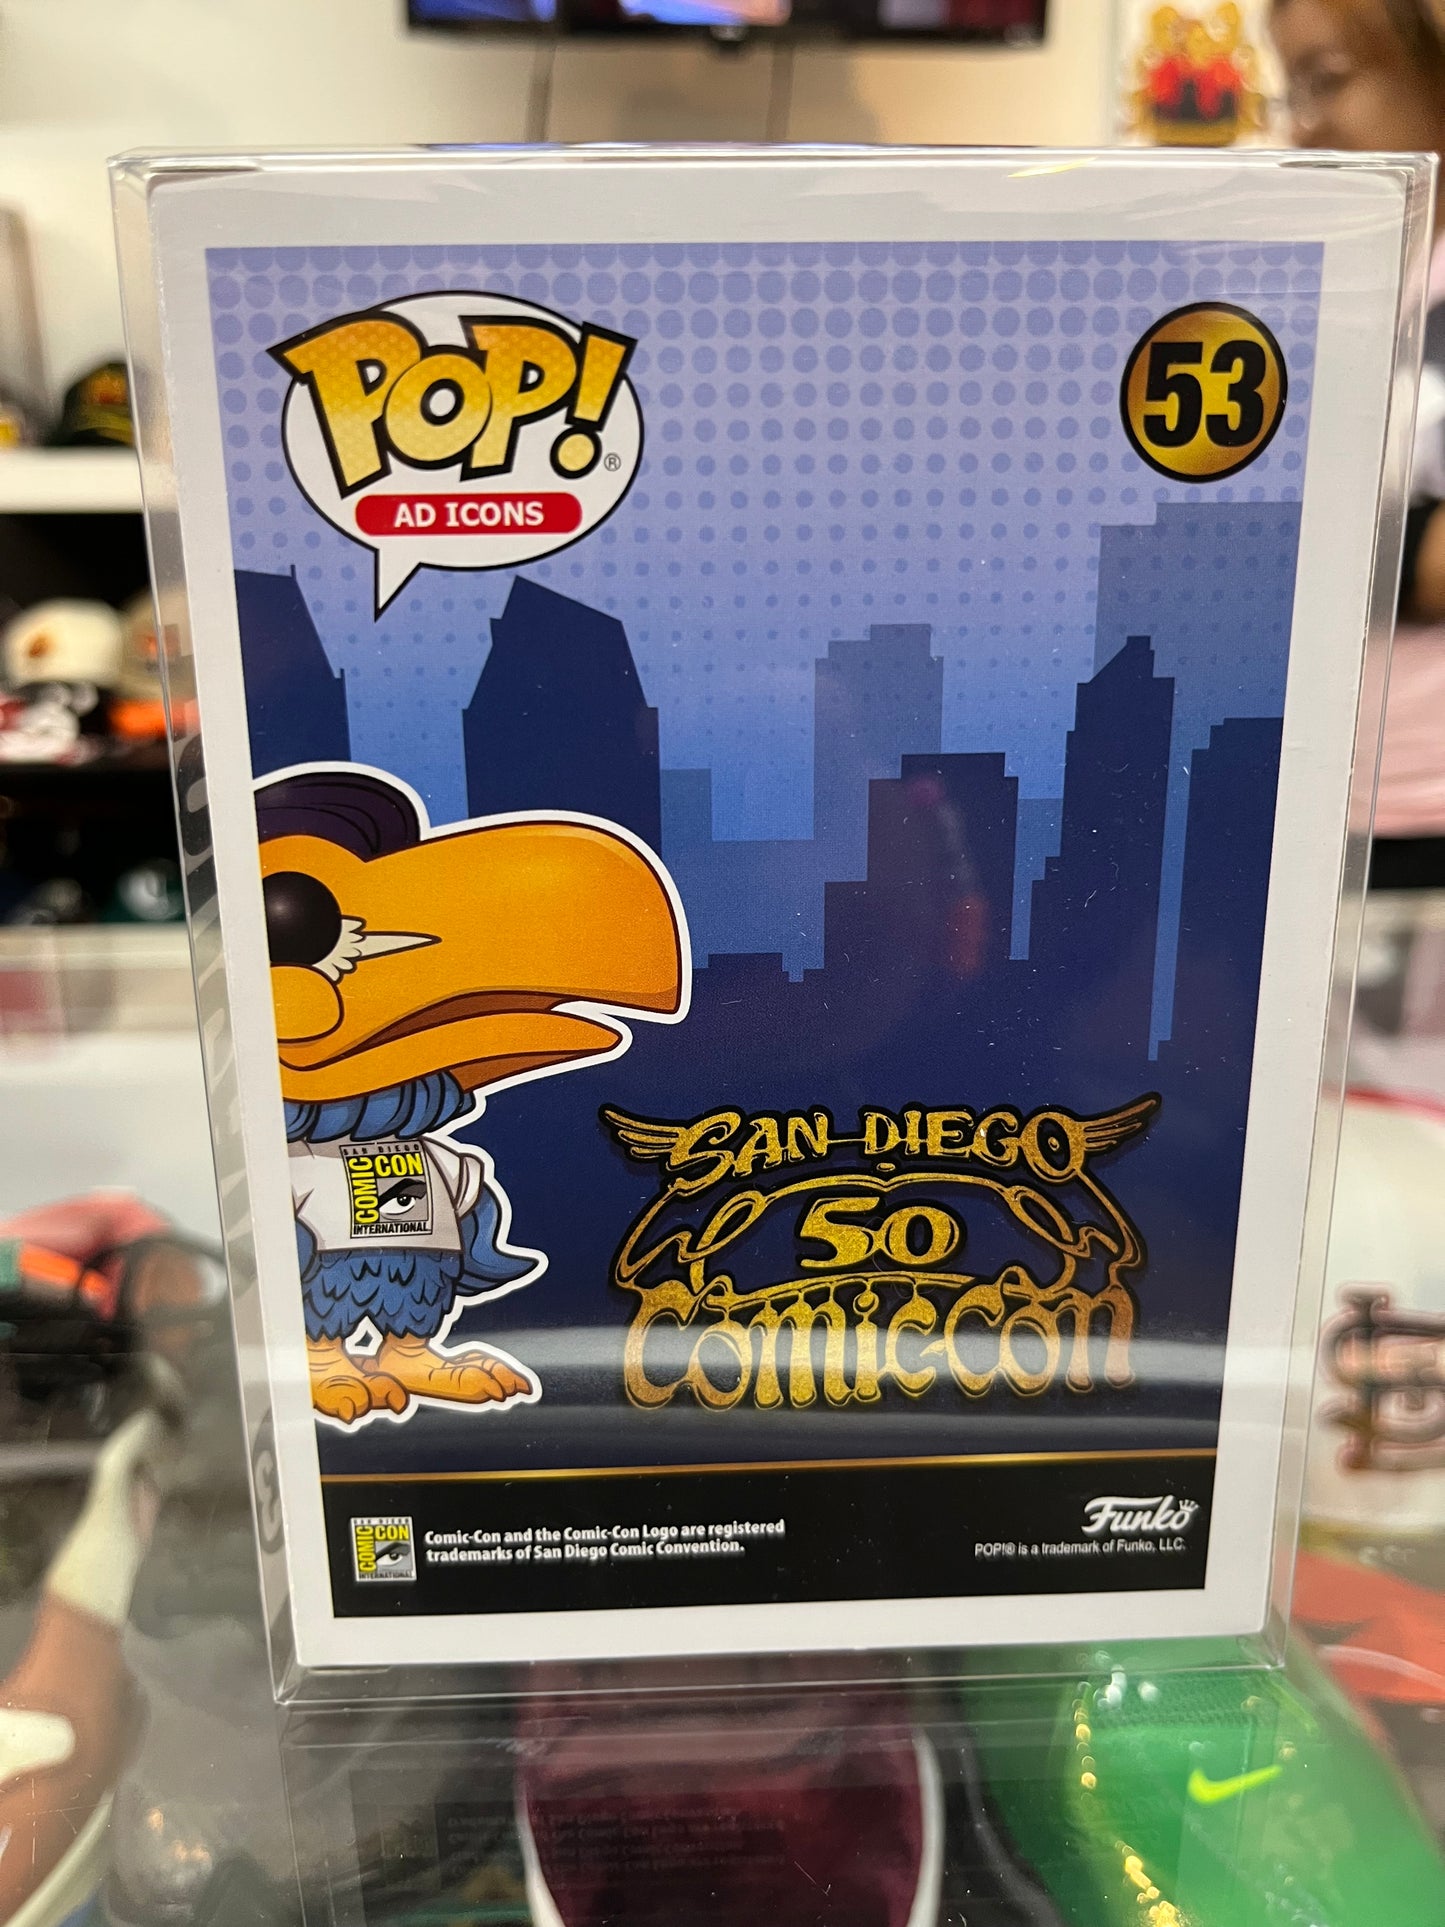 POP!®
AD ICONS
53
SAN DIEGO
COMIC CON
INTERNATIONAL
SAN DIEGO
50
COMIC-CON
SAN DIEGO
COMIC CON
INTERNATIONAL
Comic-Con and the Comic-Con Logo are registered
trademarks of San Diego Comic Convention.
Funko
POP!® is a trademark of Funko, LLC.